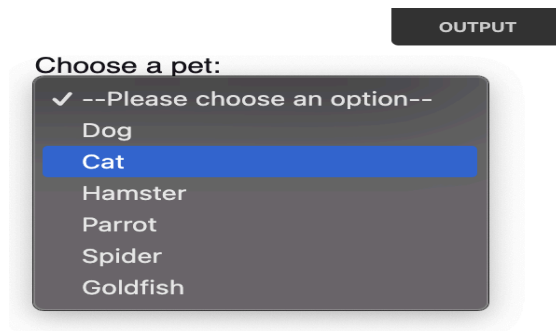 OUTPUT
Choose a pet:
✓ --Please choose an option--
Dog
Cat
Hamster
Parrot
Spider
Goldfish